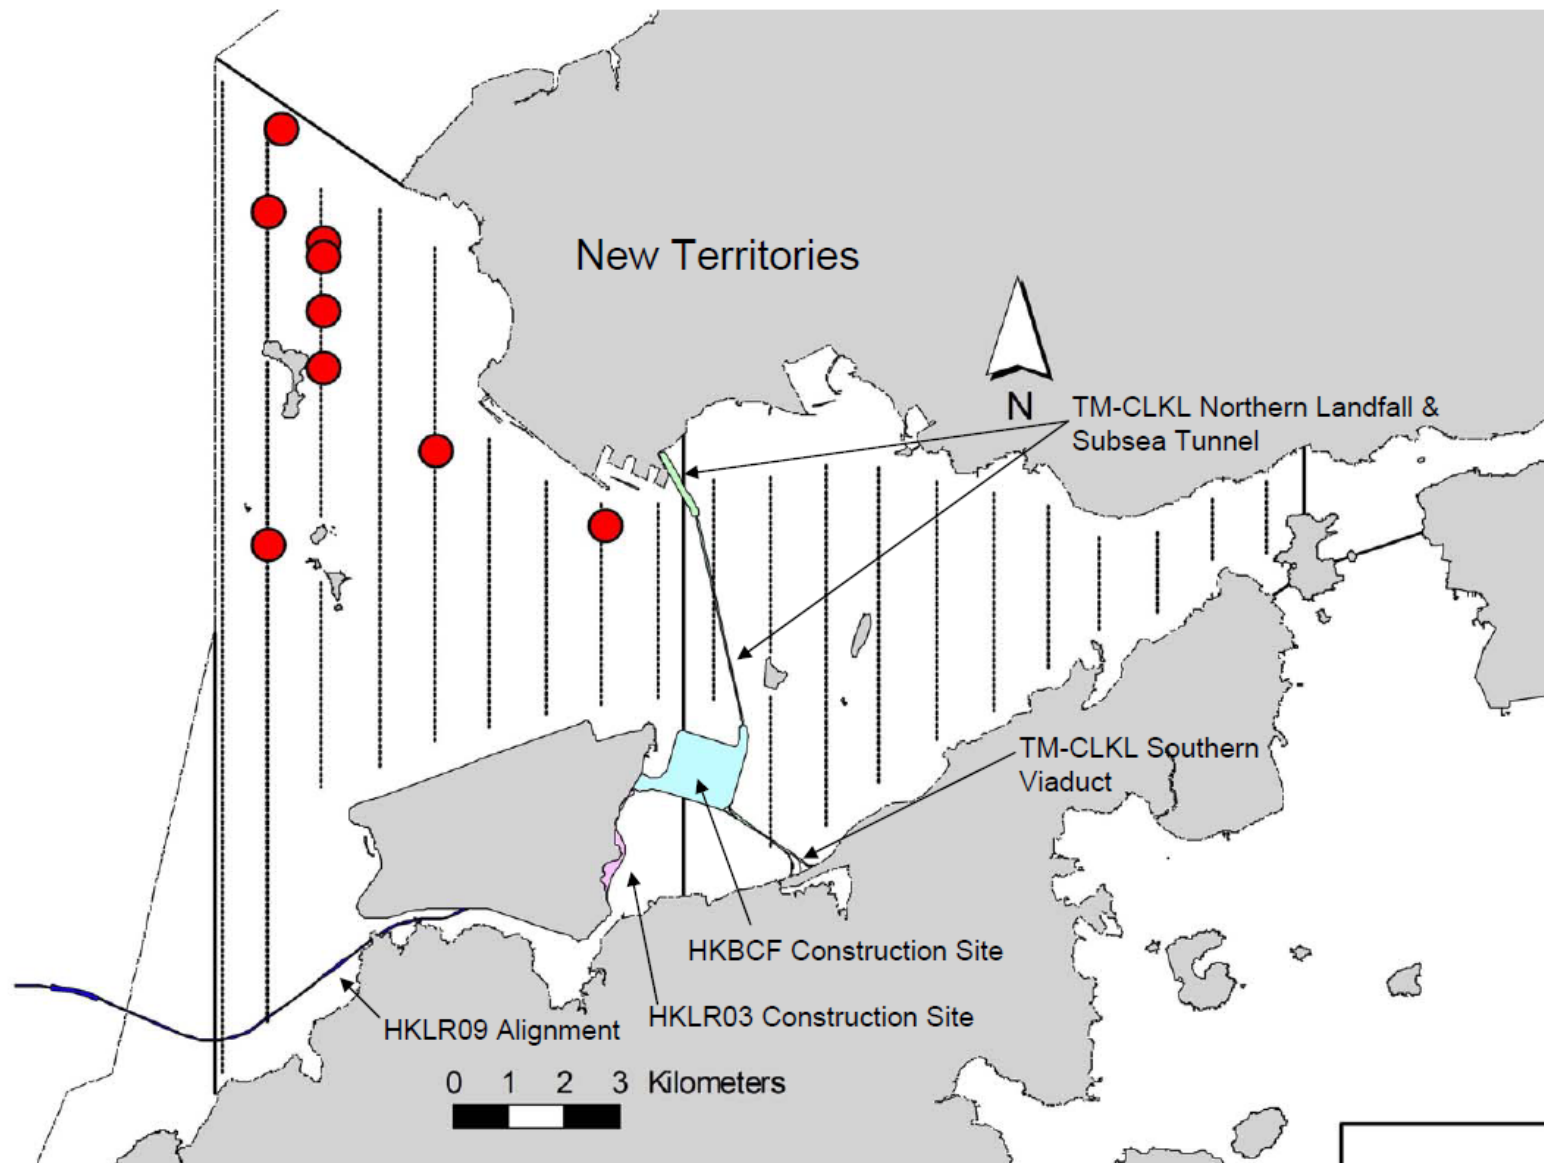 New Territories
N
TM-CLKL Northern Landfall &
Subsea Tunnel
TM-CLKL Southern
Viaduct
HKBCF Construction Site
HKLR03 Construction Site
HKLR09 Alignment
0 1 2 3 Kilometers